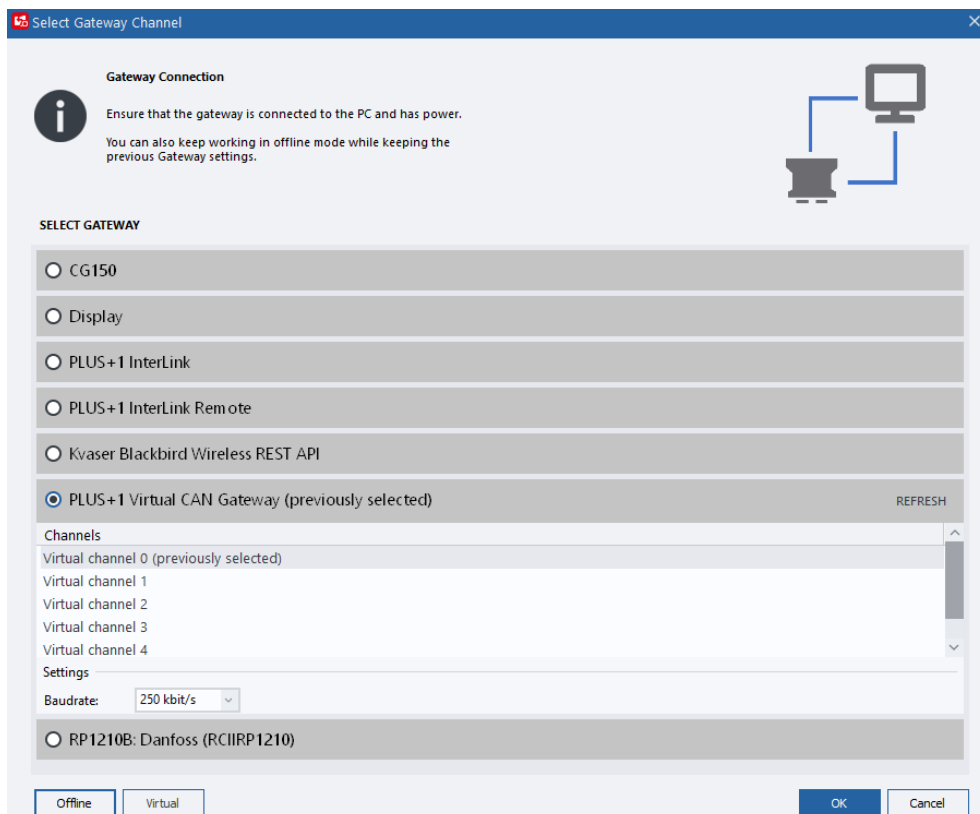 Select Gateway Channel
Gateway Connection
Ensure that the gateway is connected to the PC and has power.
You can also keep working in offline mode while keeping the
previous Gateway settings.
SELECT GATEWAY
CG150
Display
PLUS+1 InterLink
PLUS+1 InterLink Remote
Kvaser Blackbird Wireless REST API
PLUS+1 Virtual CAN Gateway (previously selected) REFRESH
Channels
Virtual channel 0 (previously selected)
Virtual channel 1
Virtual channel 2
Virtual channel 3
Virtual channel 4
Settings
Baudrate: 250 kbit/s
RP1210B: Danfoss (RCIIRP1210)
Offline Virtual OK Cancel